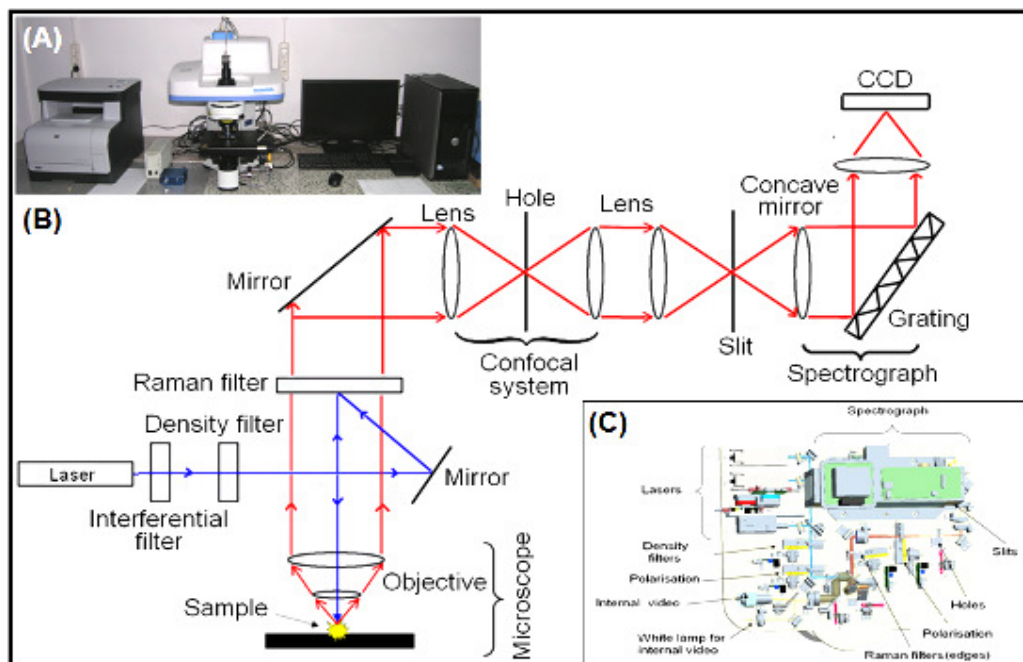 (A)
(B)
CCD
Concave
mirror
Lens
Hole
Lens
Mirror
Grating
Slit
Confocal
system
Spectrograph
Raman filter
Density filter
Laser
Mirror
Interferential
filter
Objective
Sample
Microscope
(C)
Spectrograph
Lasers
Density
filters
Polarisation
Internal video
White lamp for
internal video
Slits
Holes
Polarisation
Raman filters(edges)